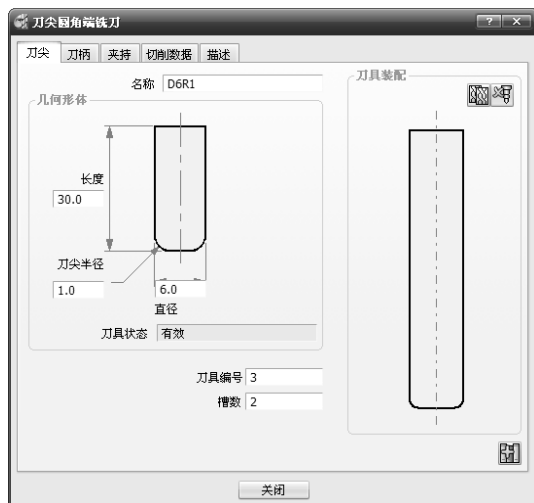 刀尖圆角端铣刀
刀尖 刀柄 夹持 切削数据 描述
名称 D6R1
几何形体
长度
30.0
刀尖半径
1.0
6.0
直径
刀具状态 有效
刀具编号 3
槽数 2
刀具装配
关闭